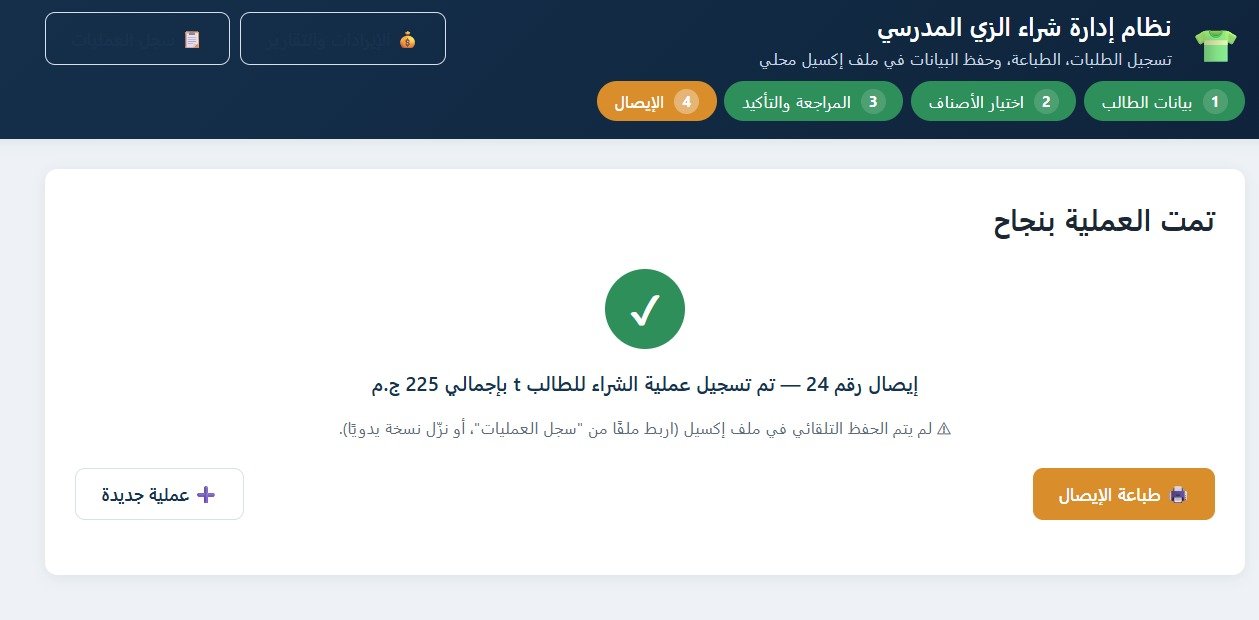 نظام إدارة شراء الزي المدرسي
تسجيل الطلبات، الطباعة، وحفظ البيانات في ملف إكسيل محلي
الإيرادات والتقارير
سجل العمليات
1 بيانات الطالب
2 اختيار الأصناف
3 المراجعة والتأكيد
4 الإيصال
تمت العملية بنجاح
إيصال رقم 24 — تم تسجيل عملية الشراء للطالب t بإجمالي 225 ج.م
⚠ لم يتم الحفظ التلقائي في ملف إكسيل (اربط ملفًا من "سجل العمليات"، أو نزّل نسخة يدويًا).
طباعة الإيصال
عملية جديدة